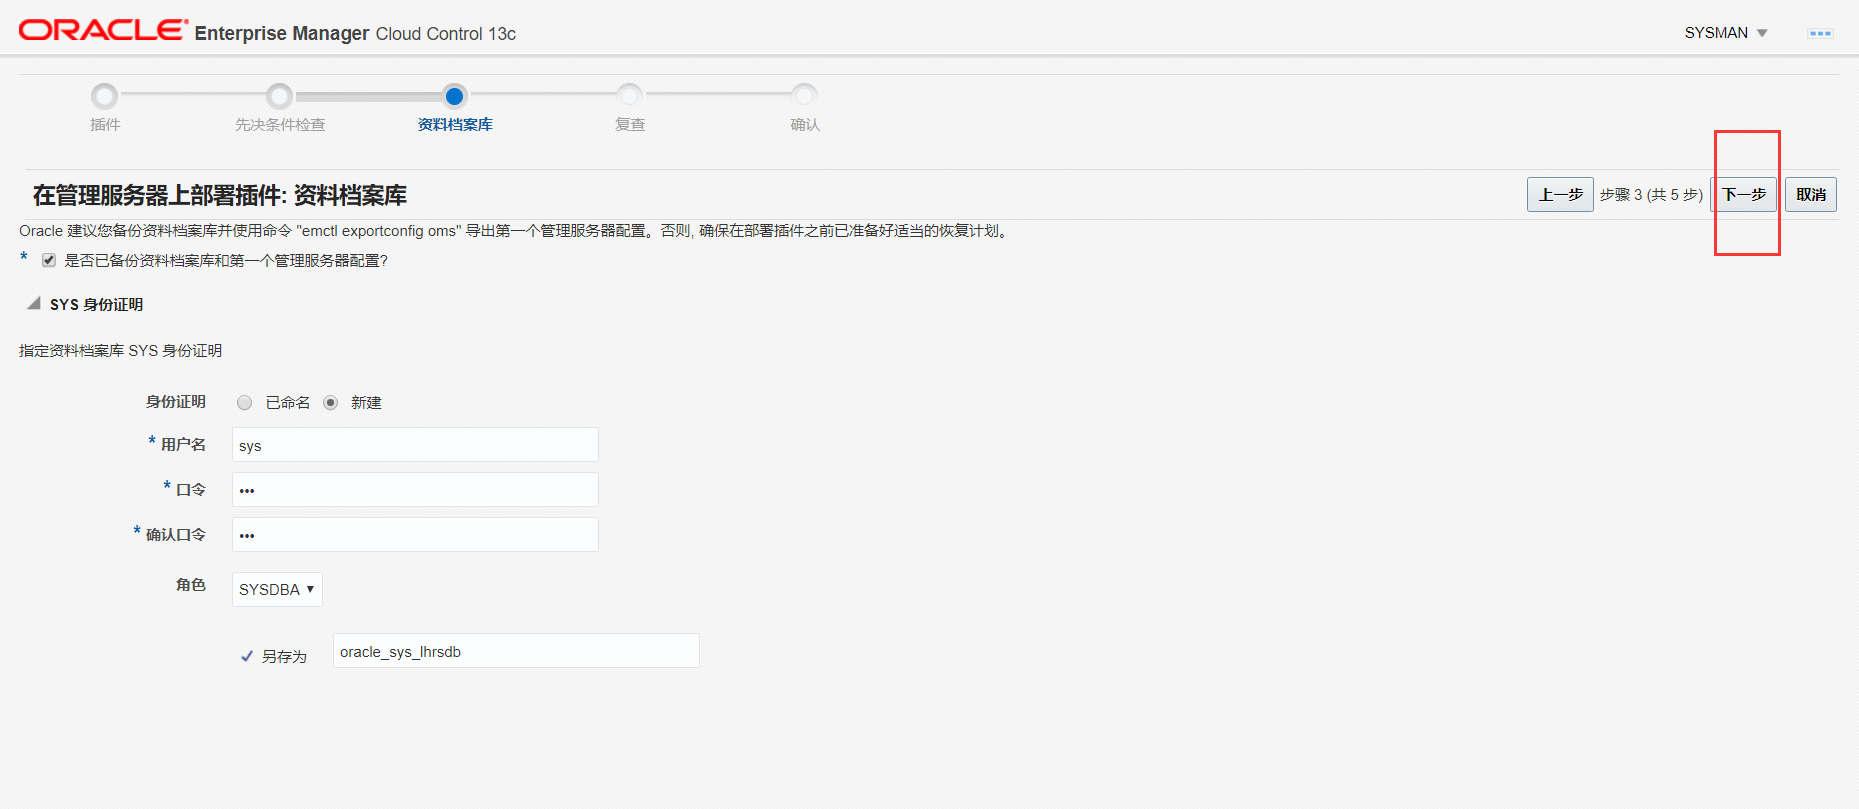 ORACLE Enterprise Manager Cloud Control 13c
SYSMAN
插件 先决条件检查 资料档案库 复查 确认
在管理服务器上部署插件: 资料档案库
上一步 步骤 3 (共 5 步) 下一步 取消
Oracle 建议您备份资料档案库并使用命令 "emctl exportconfig oms" 导出第一个管理服务器配置。否则, 确保在部署插件之前已准备好适当的恢复计划。
* 是否已备份资料档案库和第一个管理服务器配置?
SYS 身份证明
指定资料档案库 SYS 身份证明
身份证明 已命名 新建
* 用户名 sys
* 口令 •••
* 确认口令 •••
角色 SYSDBA
另存为 oracle_sys_lhrsdb